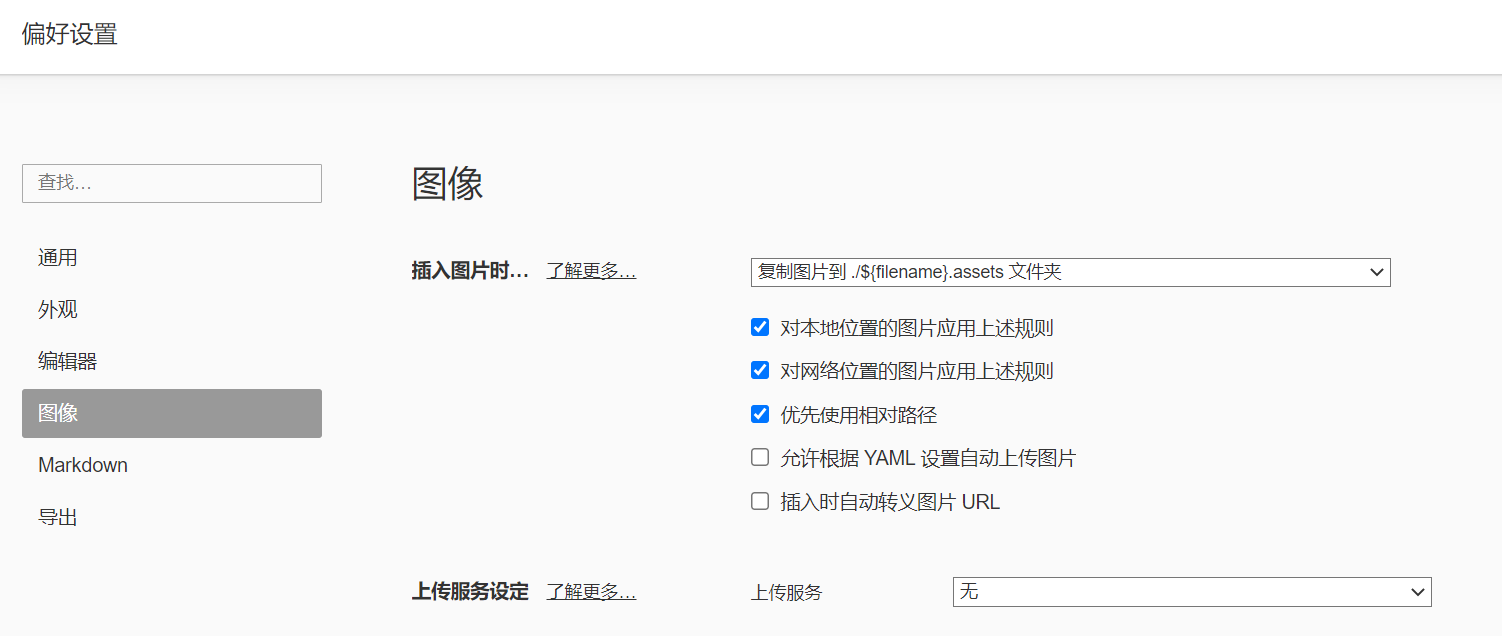 偏好设置
查找…
通用
外观
编辑器
图像
Markdown
导出
图像
插入图片时… 了解更多… 复制图片到 ./${filename}.assets 文件夹
对本地位置的图片应用上述规则
对网络位置的图片应用上述规则
优先使用相对路径
允许根据 YAML 设置自动上传图片
插入时自动转义图片 URL
上传服务设定 了解更多… 上传服务 无